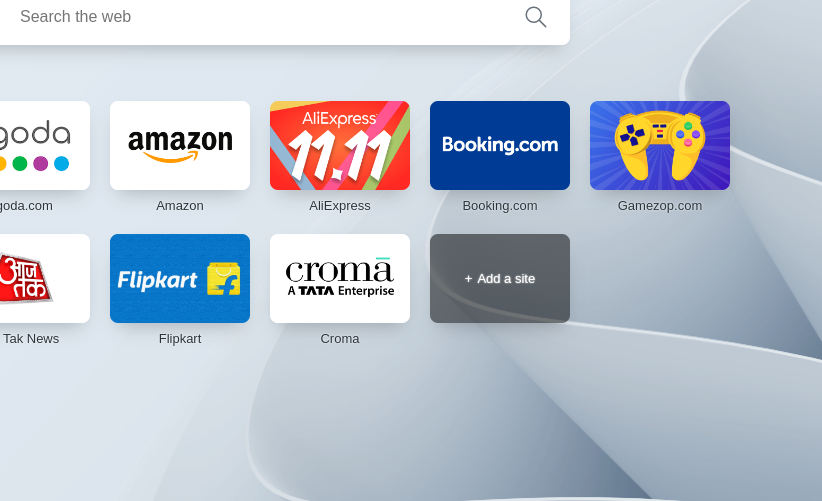 Search the web
goda
amazon
AliExpress
11.11
Booking.com
goda.com
Amazon
AliExpress
Booking.com
Gamezop.com
आज
तक
Flipkart
croma
A TATA Enterprise
+ Add a site
Tak News
Flipkart
Croma